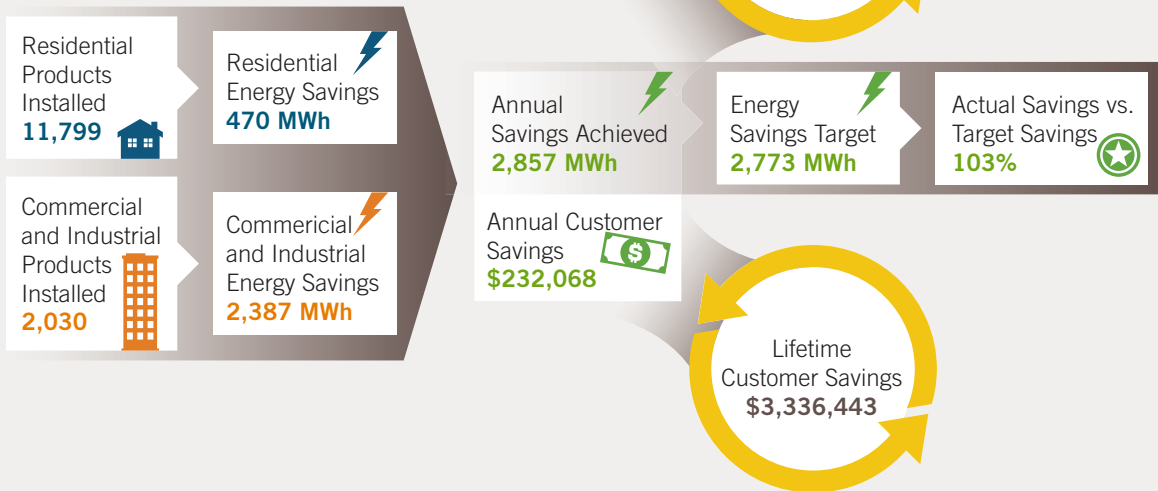 Residential
Products
Installed
11,799
Residential
Energy Savings
470 MWh
Commercial
and Industrial
Products
Installed
2,030
Commericial
and Industrial
Energy Savings
2,387 MWh
Annual
Savings Achieved
2,857 MWh
Energy
Savings Target
2,773 MWh
Actual Savings vs.
Target Savings
103%
Annual Customer
Savings
$232,068
$
Lifetime
Customer Savings
$3,336,443